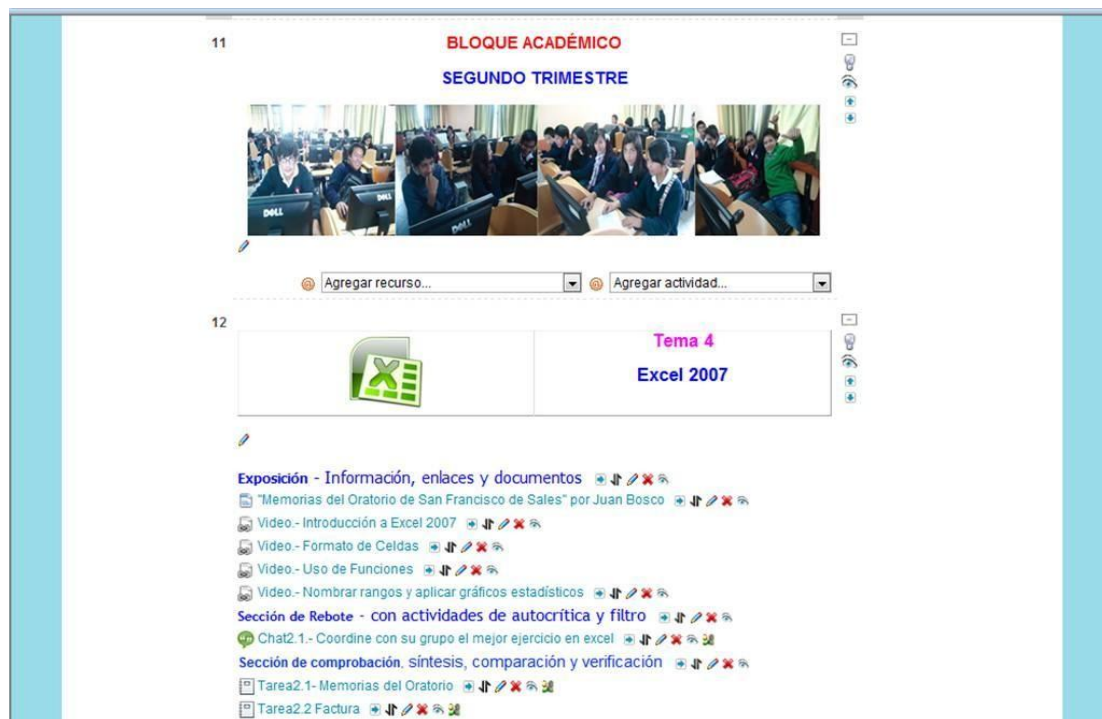 11
BLOQUE ACADÉMICO
SEGUNDO TRIMESTRE
DELL
DELL
Agregar recurso...
Agregar actividad...
12
Tema 4
Excel 2007
Exposición - Información, enlaces y documentos
"Memorias del Oratorio de San Francisco de Sales" por Juan Bosco
Video.- Introducción a Excel 2007
Video.- Formato de Celdas
Video.- Uso de Funciones
Video.- Nombrar rangos y aplicar gráficos estadísticos
Sección de Rebote - con actividades de autocrítica y filtro
Chat2.1.- Coordine con su grupo el mejor ejercicio en excel
Sección de comprobación, síntesis, comparación y verificación
Tarea2.1- Memorias del Oratorio
Tarea2.2 Factura